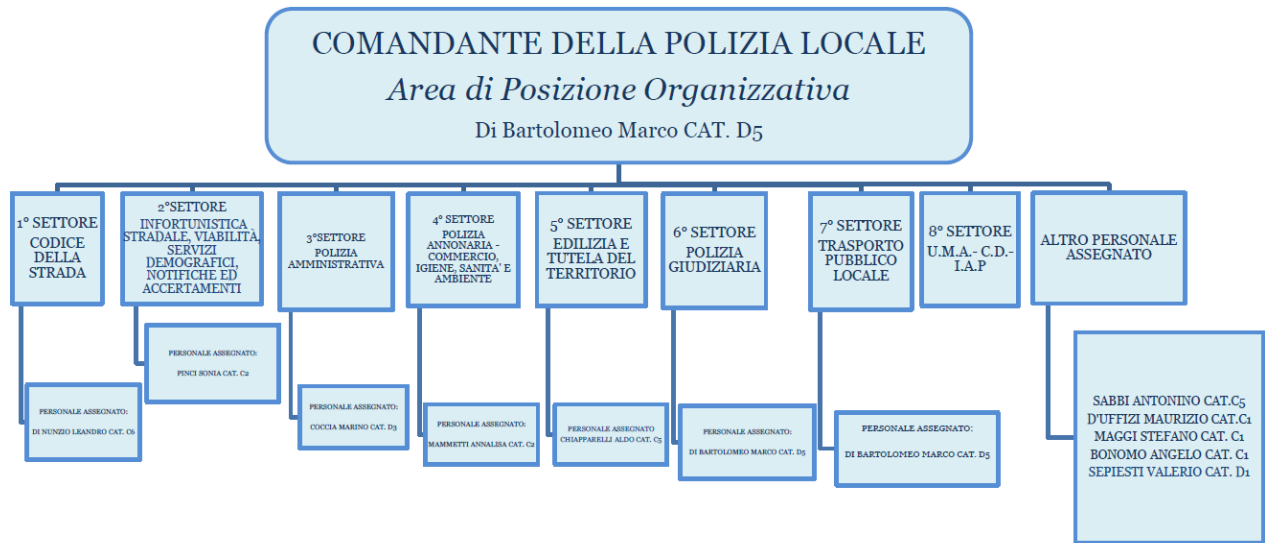 COMANDANTE DELLA POLIZIA LOCALE
Area di Posizione Organizzativa
Di Bartolomeo Marco CAT. D5
1° SETTORE
CODICE
DELLA
STRADA
PERSONALE ASSEGNATO:
DI NUNZIO LEANDRO CAT. C6
2°SETTORE
INFORTUNISTICA
STRADALE, VIABILITÀ,
SERVIZI
DEMOGRAFICI,
NOTIFICHE ED
ACCERTAMENTI
PERSONALE ASSEGNATO:
PINCI SONIA CAT. C2
3°SETTORE
POLIZIA
AMMINISTRATIVA
PERSONALE ASSEGNATO:
COCCIA MARINO CAT. D3
4° SETTORE
POLIZIA
ANNONARIA -
COMMERCIO,
IGIENE, SANITA' E
AMBIENTE
PERSONALE ASSEGNATO:
MAMMETTI ANNALISA CAT. C2
5° SETTORE
EDILIZIA E
TUTELA DEL
TERRITORIO
PERSONALE ASSEGNATO
CHIAPPARELLI ALDO CAT. C5
6° SETTORE
POLIZIA
GIUDIZIARIA
PERSONALE ASSEGNATO:
DI BARTOLOMEO MARCO CAT. D5
7° SETTORE
TRASPORTO
PUBBLICO
LOCALE
PERSONALE ASSEGNATO:
DI BARTOLOMEO MARCO CAT. D5
8° SETTORE
U.M.A.- C.D.-
I.A.P
ALTRO PERSONALE
ASSEGNATO
SABBI ANTONINO CAT.C5
D'UFFIZI MAURIZIO CAT.C1
MAGGI STEFANO CAT. C1
BONOMO ANGELO CAT. C1
SEPIESTI VALERIO CAT. D1